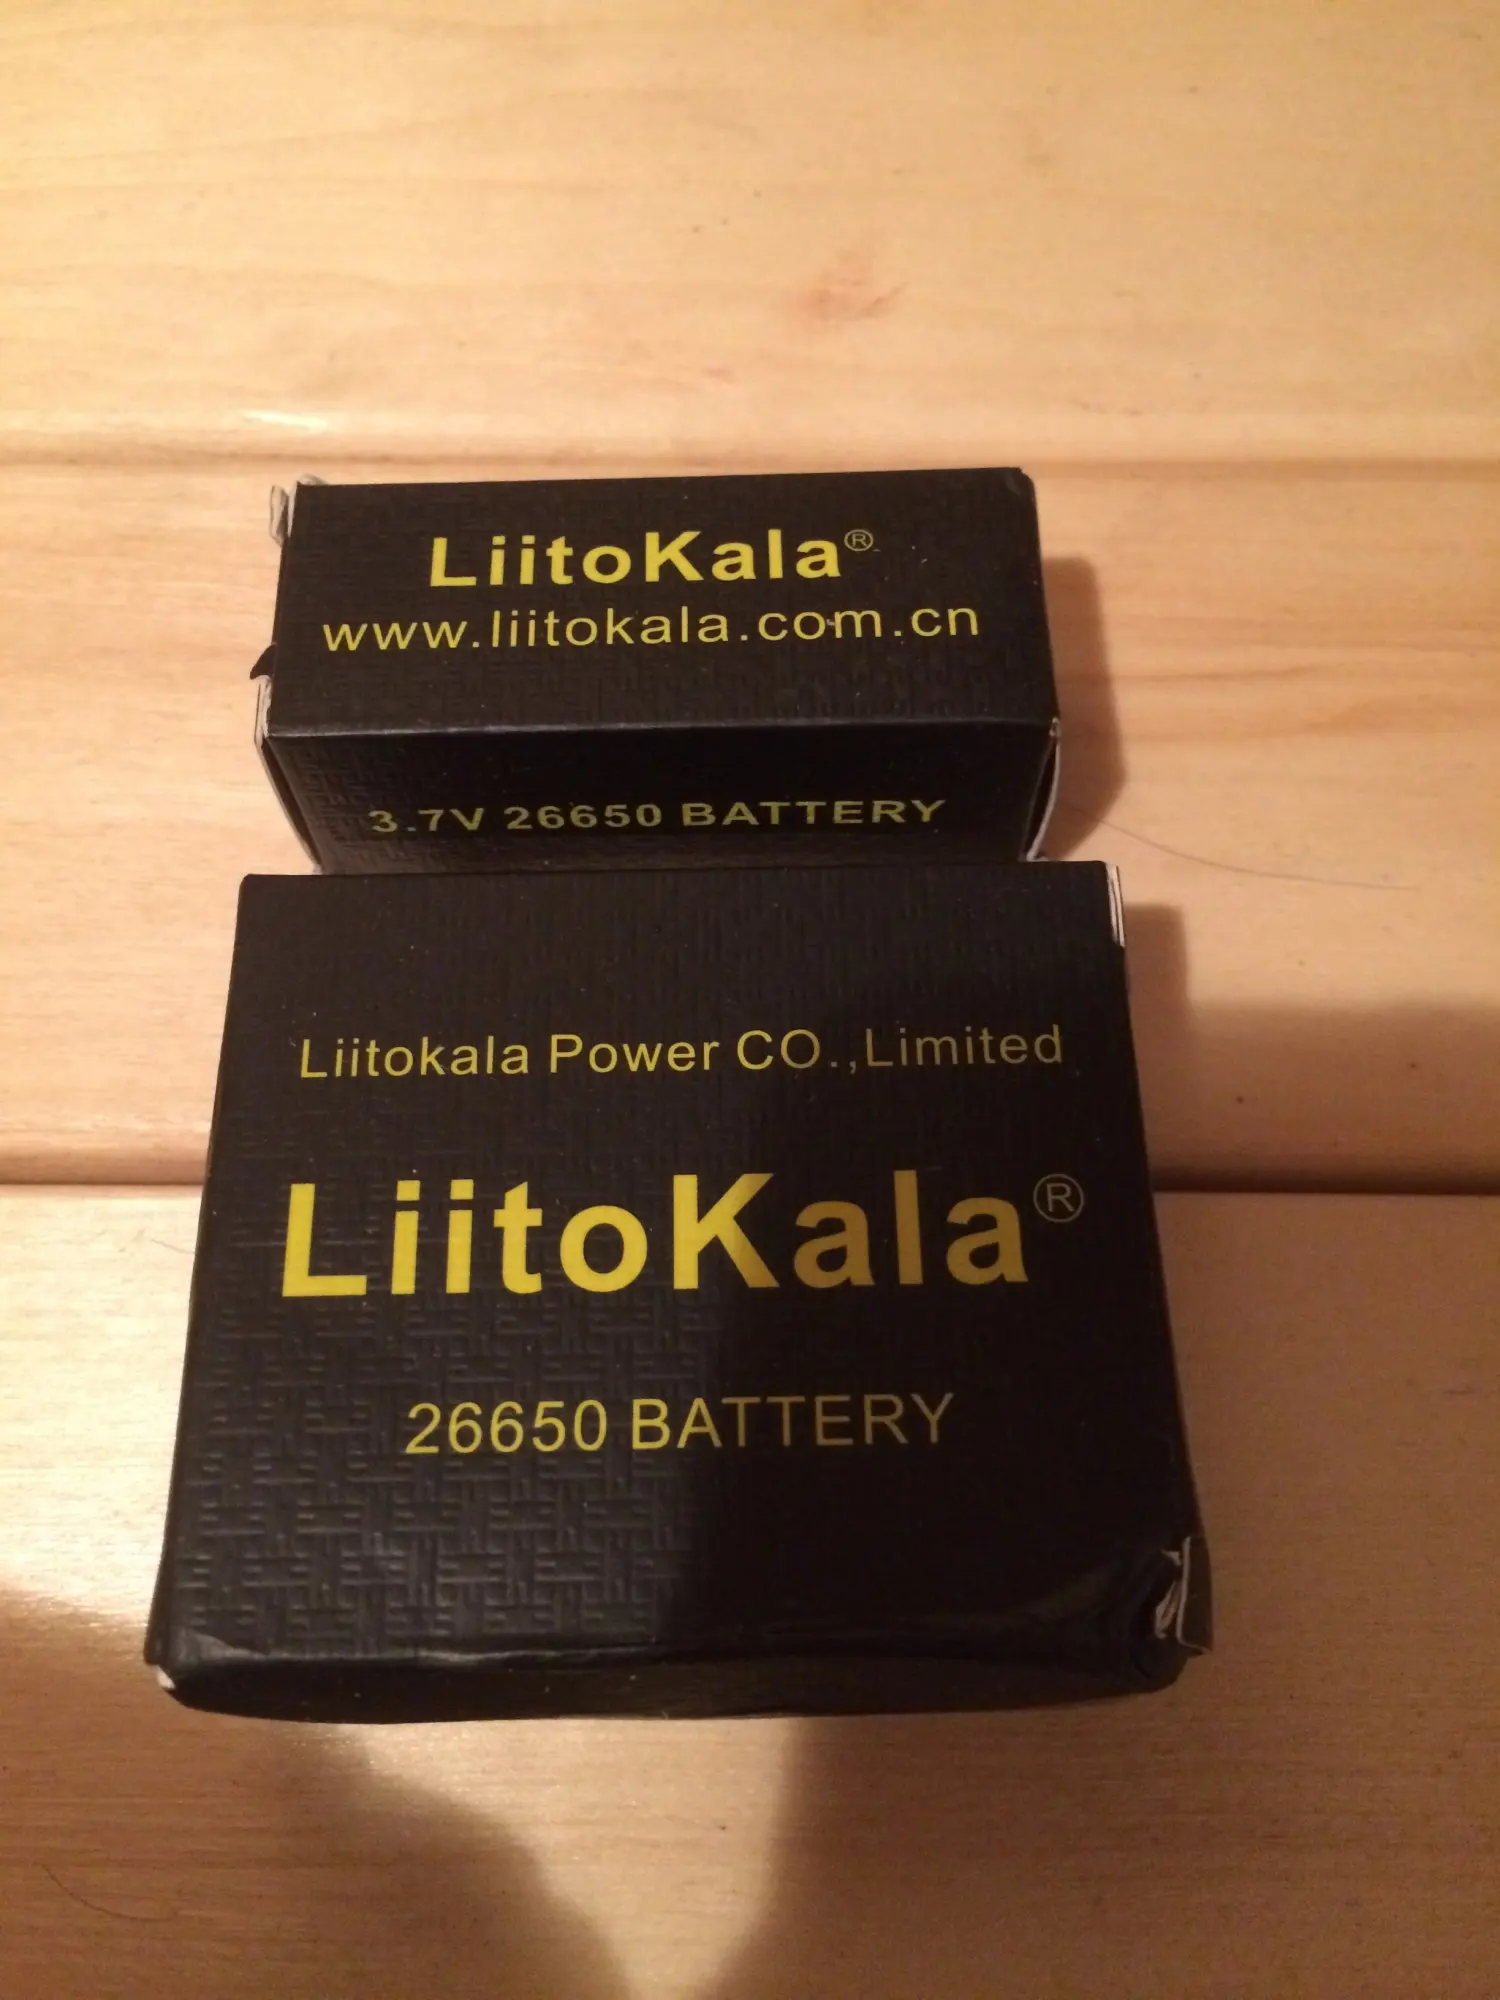 LiitoKala®
www.liitokala.com.cn
3.7V 26650 BATTERY
Liitokala Power CO.,Limited
LiitoKala®
26650 BATTERY